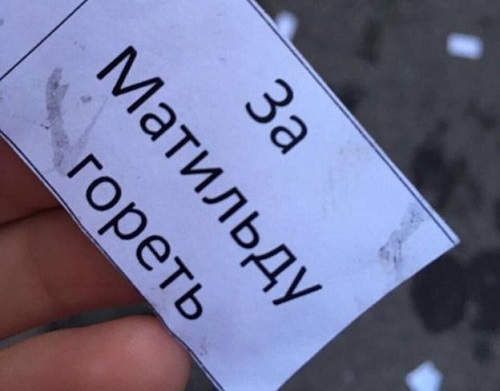 За
Матильду
гореть